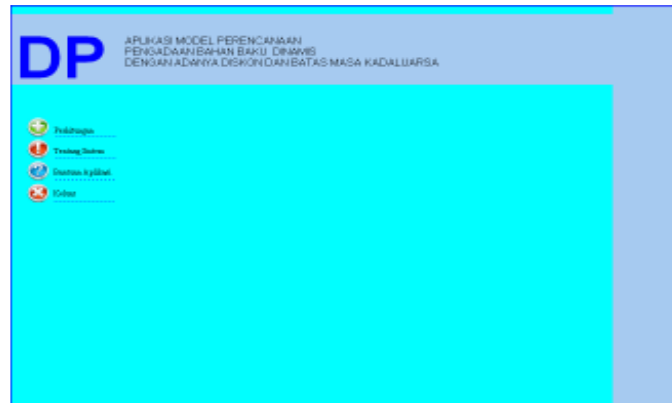 DP
APLIKASI MODEL PERENCANAAN
PENGADAAN BAHAN BAKU DINAMIS
DENGAN ADANYA DISKON DAN BATAS MASA KADALUARSA
Perhitungan
Tentang Sistem
Bantuan Aplikasi
Keluar